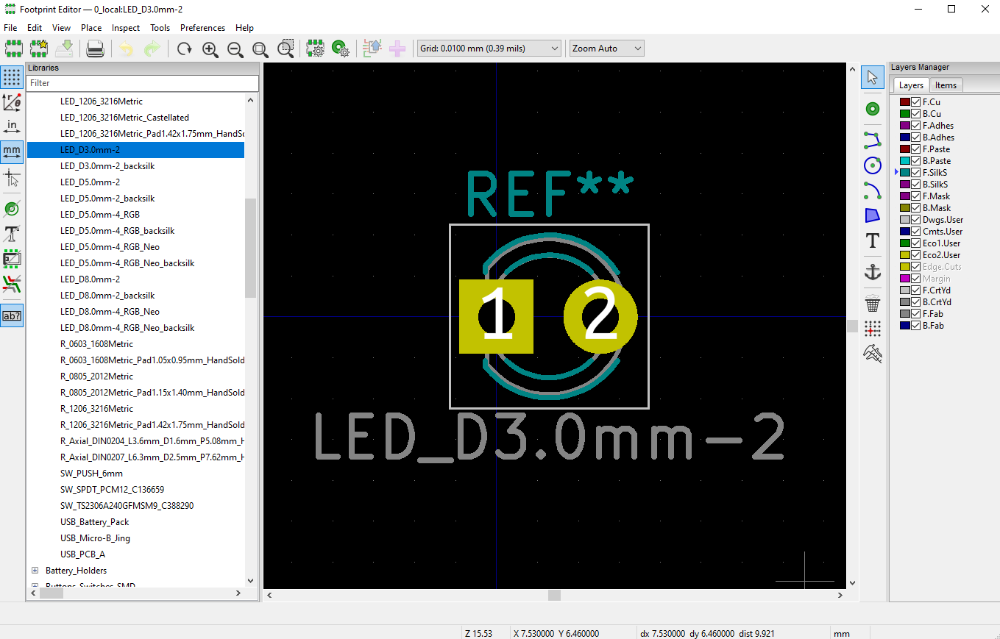 Footprint Editor — 0_local:LED_D3.0mm-2
File Edit View Place Inspect Tools Preferences Help
Grid: 0.0100 mm (0.39 mils)
Zoom Auto
Libraries
Filter
LED_1206_3216Metric
LED_1206_3216Metric_Castellated
LED_1206_3216Metric_Pad1.42x1.75mm_HandSo
LED_D3.0mm-2
LED_D3.0mm-2_backsilk
LED_D5.0mm-2
LED_D5.0mm-2_backsilk
LED_D5.0mm-4_RGB
LED_D5.0mm-4_RGB_backsilk
LED_D5.0mm-4_RGB_Neo
LED_D5.0mm-4_RGB_Neo_backsilk
LED_D8.0mm-2
LED_D8.0mm-2_backsilk
LED_D8.0mm-4_RGB_Neo
LED_D8.0mm-4_RGB_Neo_backsilk
R_0603_1608Metric
R_0603_1608Metric_Pad1.05x0.95mm_HandSold
R_0805_2012Metric
R_0805_2012Metric_Pad1.15x1.40mm_HandSold
R_1206_3216Metric
R_1206_3216Metric_Pad1.42x1.75mm_HandSold
R_Axial_DIN0204_L3.6mm_D1.6mm_P5.08mm_H
R_Axial_DIN0207_L6.3mm_D2.5mm_P7.62mm_H
SW_PUSH_6mm
SW_SPDT_PCM12_C136659
SW_TS2306A240GFMSM9_C388290
USB_Battery_Pack
USB_Micro-B_Jing
USB_PCB_A
Battery_Holders
Buttons_Switches_SMD
in
mm
ab?
REF**
1 2
LED_D3.0mm-2
T
Layers Manager
Layers Items
F.Cu
B.Cu
F.Adhes
B.Adhes
F.Paste
B.Paste
F.SilkS
B.SilkS
F.Mask
B.Mask
Dwgs.User
Cmts.User
Eco1.User
Eco2.User
Edge.Cuts
Margin
F.CrtYd
B.CrtYd
F.Fab
B.Fab
Z 15.53
X 7.530000 Y 6.460000
dx 7.530000 dy 6.460000 dist 9.921
mm